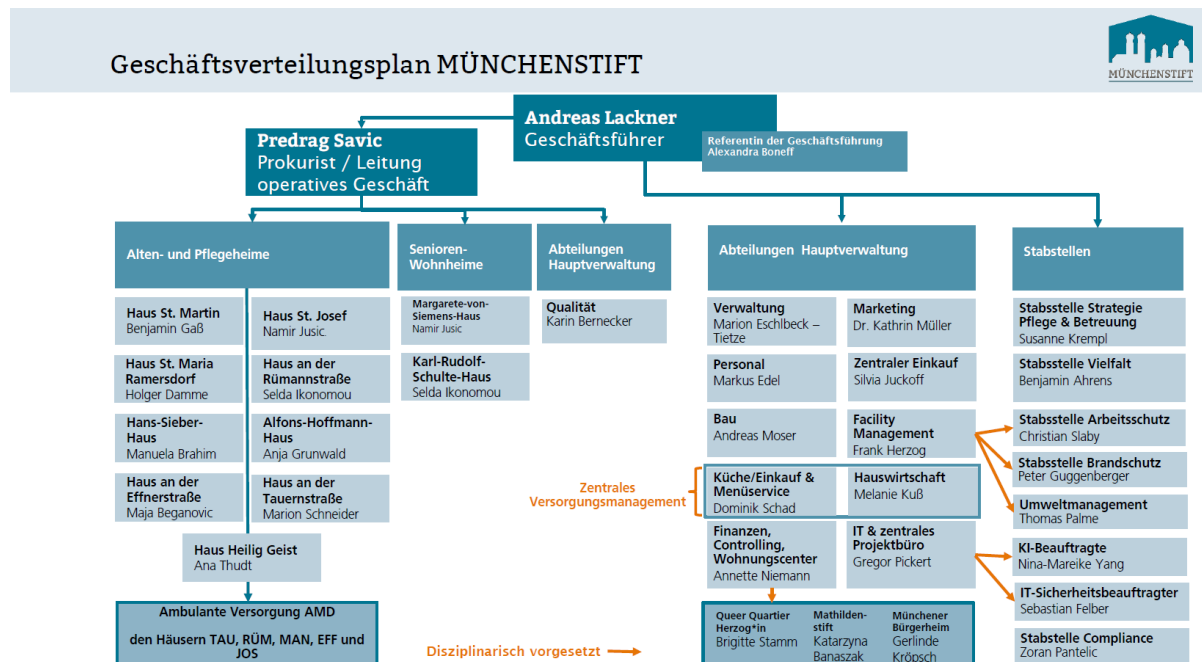 Geschäftsverteilungsplan MÜNCHENSTIFT
MÜNCHENSTIFT
Andreas Lackner
Geschäftsführer
Referentin der Geschäftsführung
Alexandra Boneff
Predrag Savic
Prokurist / Leitung
operatives Geschäft
Alten- und Pflegeheime
Haus St. Martin
Benjamin Gaß
Haus St. Josef
Namir Jusic.
Haus St. Maria
Ramersdorf
Holger Damme
Haus an der
Rümannstraße
Selda Ikonomou
Hans-Sieber-
Haus
Manuela Brahim
Alfons-Hoffmann-
Haus
Anja Grunwald
Haus an der
Effnerstraße
Maja Beganovic
Haus an der
Tauernstraße
Marion Schneider
Haus Heilig Geist
Ana Thudt
Ambulante Versorgung AMD
den Häusern TAU, RÜM, MAN, EFF und
JOS
Senioren-
Wohnheime
Margarete-von-
Siemens-Haus
Namir Jusic
Karl-Rudolf-
Schulte-Haus
Selda Ikonomou
Abteilungen
Hauptverwaltung
Qualität
Karin Bernecker
Abteilungen Hauptverwaltung
Verwaltung
Marion Eschlbeck –
Tietze
Marketing
Dr. Kathrin Müller
Personal
Markus Edel
Zentraler Einkauf
Silvia Juckoff
Bau
Andreas Moser
Facility
Management
Frank Herzog
Zentrales
Versorgungsmanagement
Küche/Einkauf &
Menüservice
Dominik Schad
Hauswirtschaft
Melanie Kuß
Finanzen,
Controlling,
Wohnungscenter
Annette Niemann
IT & zentrales
Projektbüro
Gregor Pickert
Queer Quartier
Herzog*in
Brigitte Stamm
Mathilden-
stift
Katarzyna
Banaszak
Münchener
Bürgerheim
Gerlinde
Kröpsch
Disziplinarisch vorgesetzt
Stabstellen
Stabsstelle Strategie
Pflege & Betreuung
Susanne Krempl
Stabsstelle Vielfalt
Benjamin Ahrens
Stabsstelle Arbeitsschutz
Christian Slaby
Stabsstelle Brandschutz
Peter Guggenberger
Umweltmanagement
Thomas Palme
KI-Beauftragte
Nina-Mareike Yang
IT-Sicherheitsbeauftragter
Sebastian Felber
Stabstelle Compliance
Zoran Pantelic